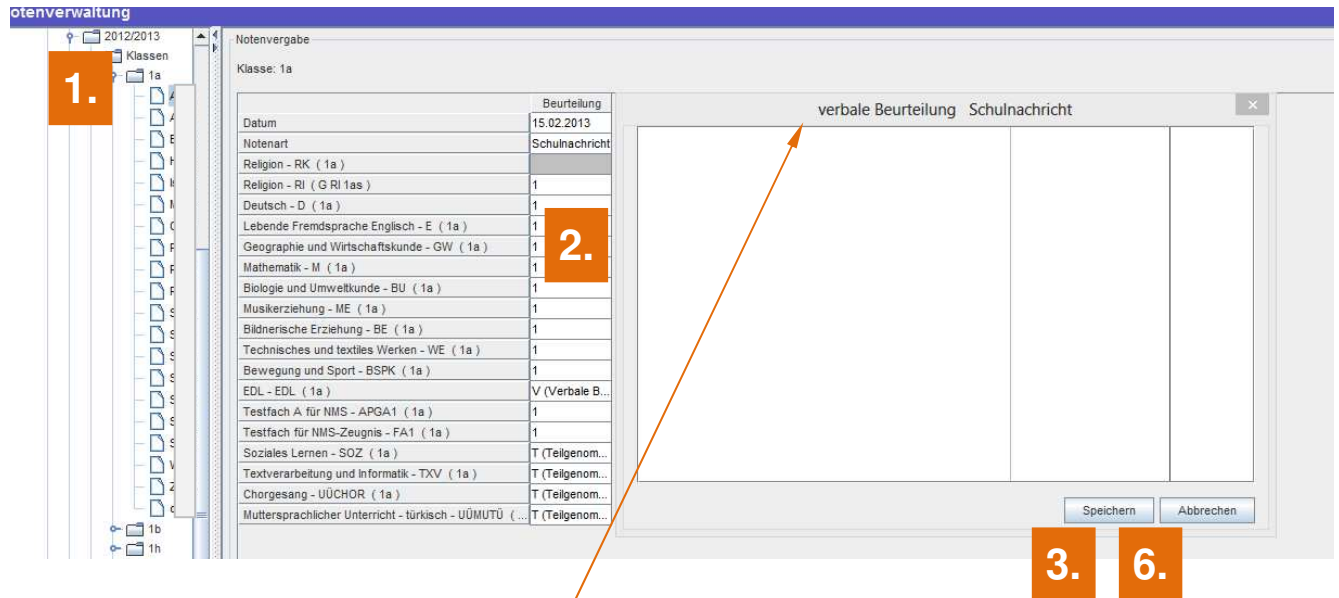 otenverwaltung
2012/2013
Klassen
1a
1b
1h
1.
Notenvergabe
Klasse: 1a
Beurteilung
Datum 15.02.2013
Notenart Schulnachricht
Religion - RK ( 1a )
Religion - RI ( G RI 1as ) 1
Deutsch - D ( 1a ) 1
Lebende Fremdsprache Englisch - E ( 1a ) 1
Geographie und Wirtschaftskunde - GW ( 1a ) 1
Mathematik - M ( 1a ) 1
Biologie und Umweltkunde - BU ( 1a ) 1
Musikerziehung - ME ( 1a ) 1
Bildnerische Erziehung - BE ( 1a ) 1
Technisches und textiles Werken - WE ( 1a ) 1
Bewegung und Sport - BSPK ( 1a ) 1
EDL - EDL ( 1a ) V (Verbale B...
Testfach A für NMS - APGA1 ( 1a ) 1
Testfach für NMS-Zeugnis - FA1 ( 1a ) 1
Soziales Lernen - SOZ ( 1a ) T (Teilgenom...
Textverarbeitung und Informatik - TXV ( 1a ) T (Teilgenom...
Chorgesang - UÜCHOR ( 1a ) T (Teilgenom...
Muttersprachlicher Unterricht - türkisch - UÜMUTÜ ( ... T (Teilgenom...
2.
verbale Beurteilung Schulnachricht
Speichern Abbrechen
3. 6.